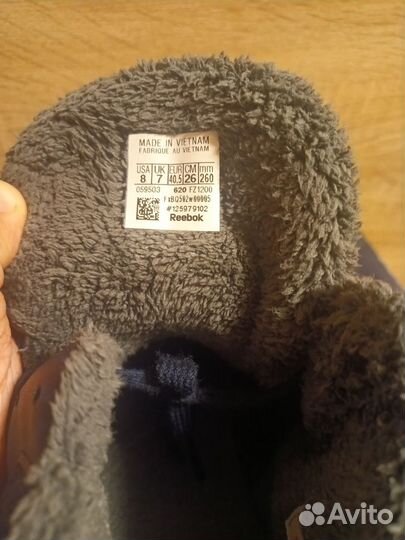 MADE IN VIETNAM
FABRIQUE AU VIETNAM
USA UK EUR CM mm
8 7 40.5 26 260
059503 620 FZ1200
#125979102
Reebok
Avito